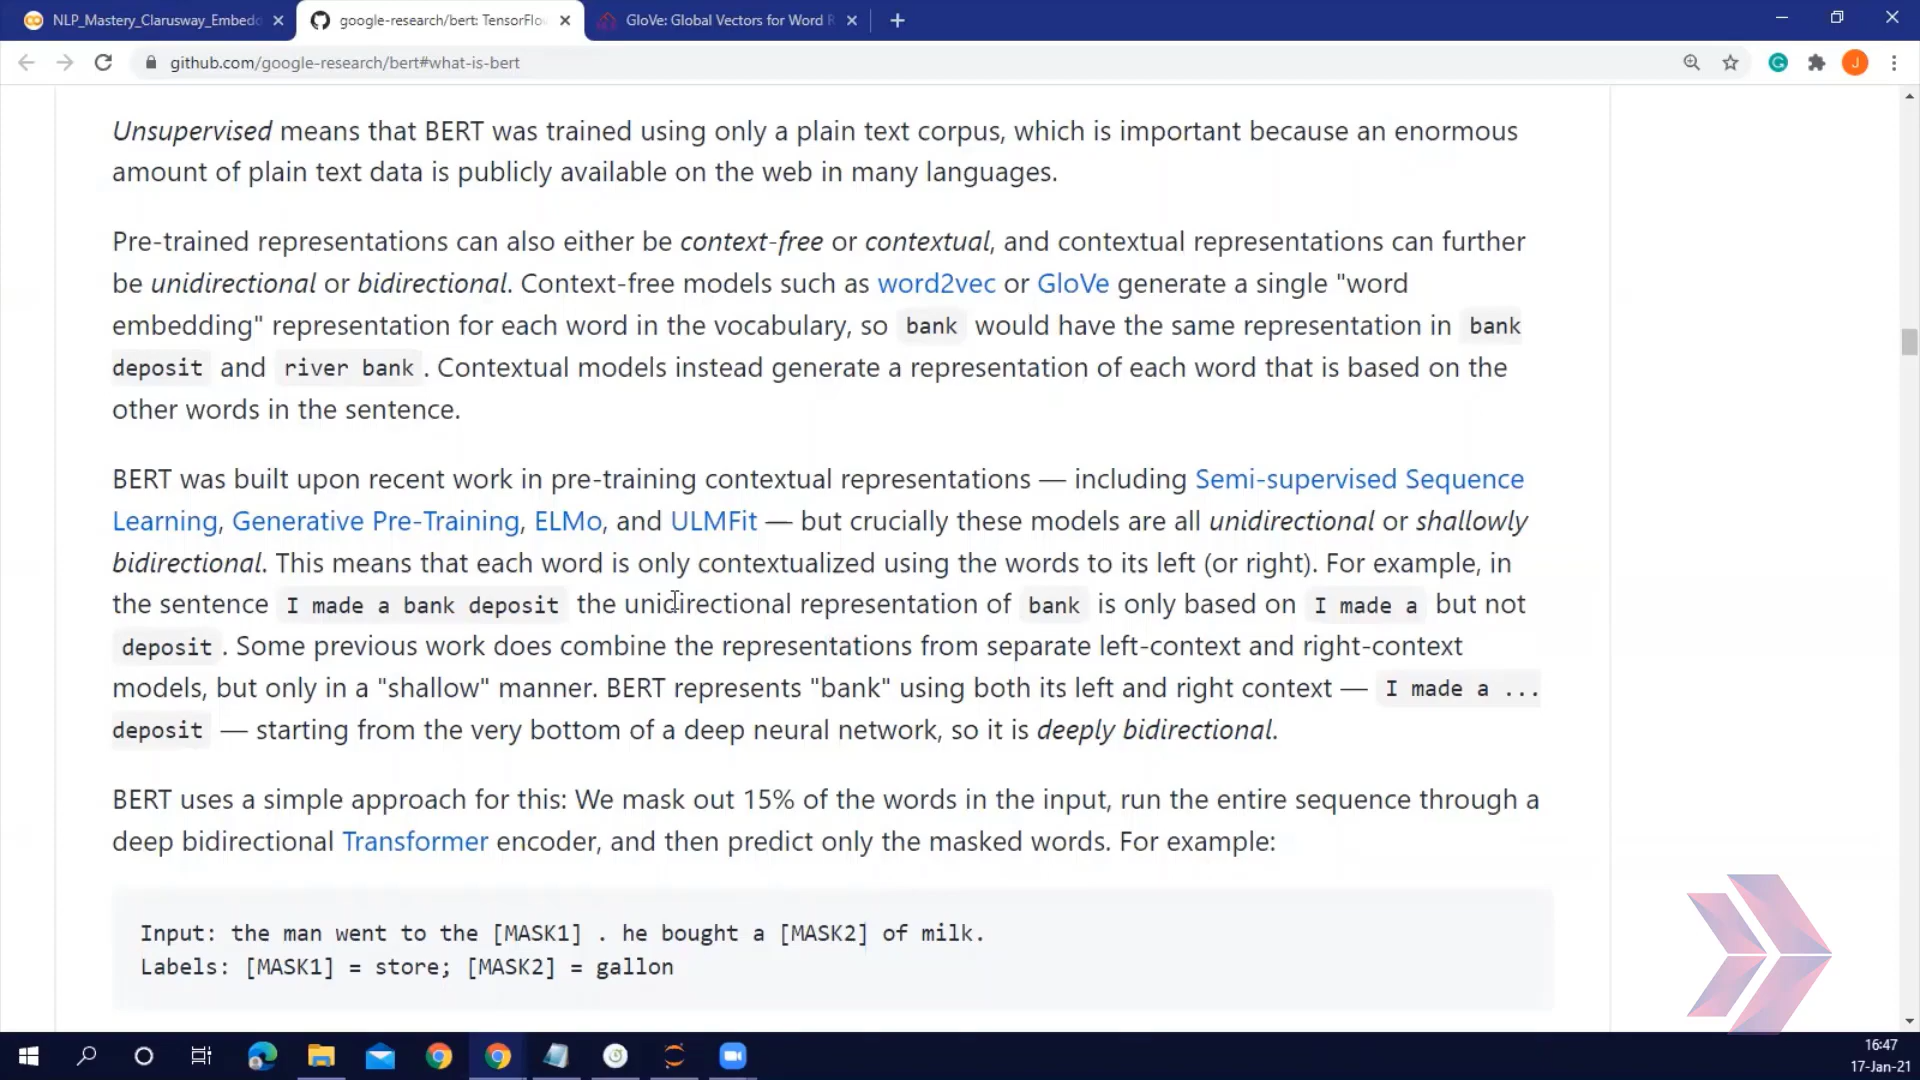 NLP_Mastery_Clarusway_Embedd
google-research/bert: TensorFlow
GloVe: Global Vectors for Word R
github.com/google-research/bert#what-is-bert
J
Unsupervised means that BERT was trained using only a plain text corpus, which is important because an enormous
amount of plain text data is publicly available on the web in many languages.
Pre-trained representations can also either be context-free or contextual, and contextual representations can further
be unidirectional or bidirectional. Context-free models such as word2vec or GloVe generate a single "word
embedding" representation for each word in the vocabulary, so bank would have the same representation in bank
deposit and river bank . Contextual models instead generate a representation of each word that is based on the
other words in the sentence.
BERT was built upon recent work in pre-training contextual representations — including Semi-supervised Sequence
Learning, Generative Pre-Training, ELMo, and ULMFit — but crucially these models are all unidirectional or shallowly
bidirectional. This means that each word is only contextualized using the words to its left (or right). For example, in
the sentence I made a bank deposit the unidirectional representation of bank is only based on I made a but not
deposit . Some previous work does combine the representations from separate left-context and right-context
models, but only in a "shallow" manner. BERT represents "bank" using both its left and right context — I made a ...
deposit — starting from the very bottom of a deep neural network, so it is deeply bidirectional.
BERT uses a simple approach for this: We mask out 15% of the words in the input, run the entire sequence through a
deep bidirectional Transformer encoder, and then predict only the masked words. For example:
Input: the man went to the [MASK1] . he bought a [MASK2] of milk.
Labels: [MASK1] = store; [MASK2] = gallon
16:47
17-Jan-21